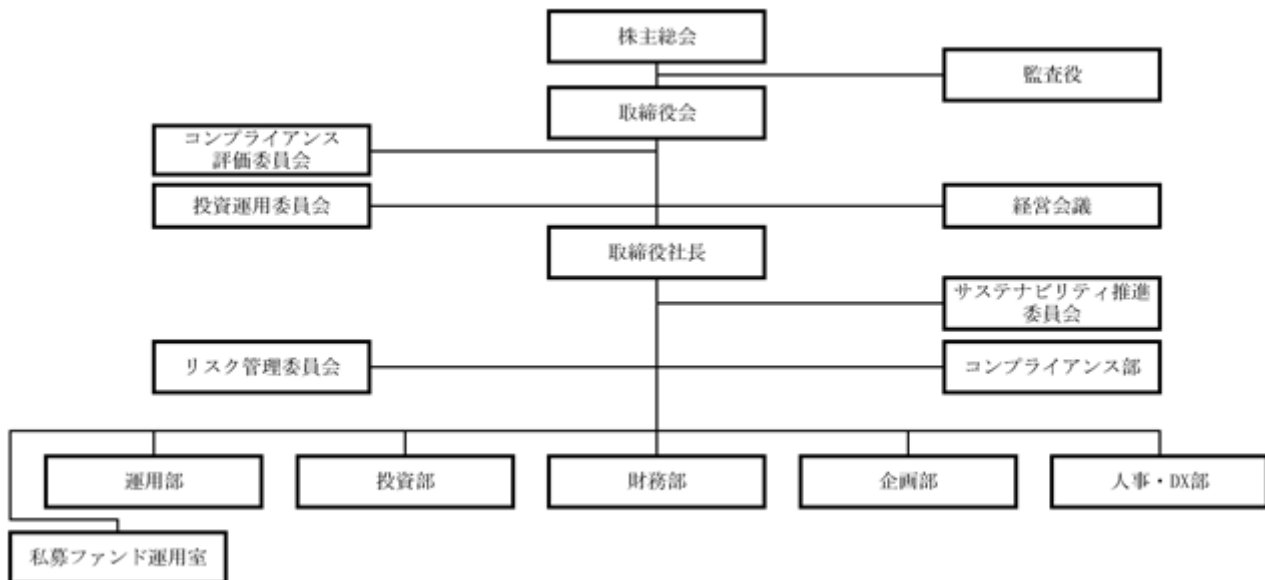 株主総会
監査役
取締役会
コンプライアンス
評価委員会
投資運用委員会
経営会議
取締役社長
サステナビリティ推進
委員会
リスク管理委員会
コンプライアンス部
運用部
投資部
財務部
企画部
人事・DX部
私募ファンド運用室